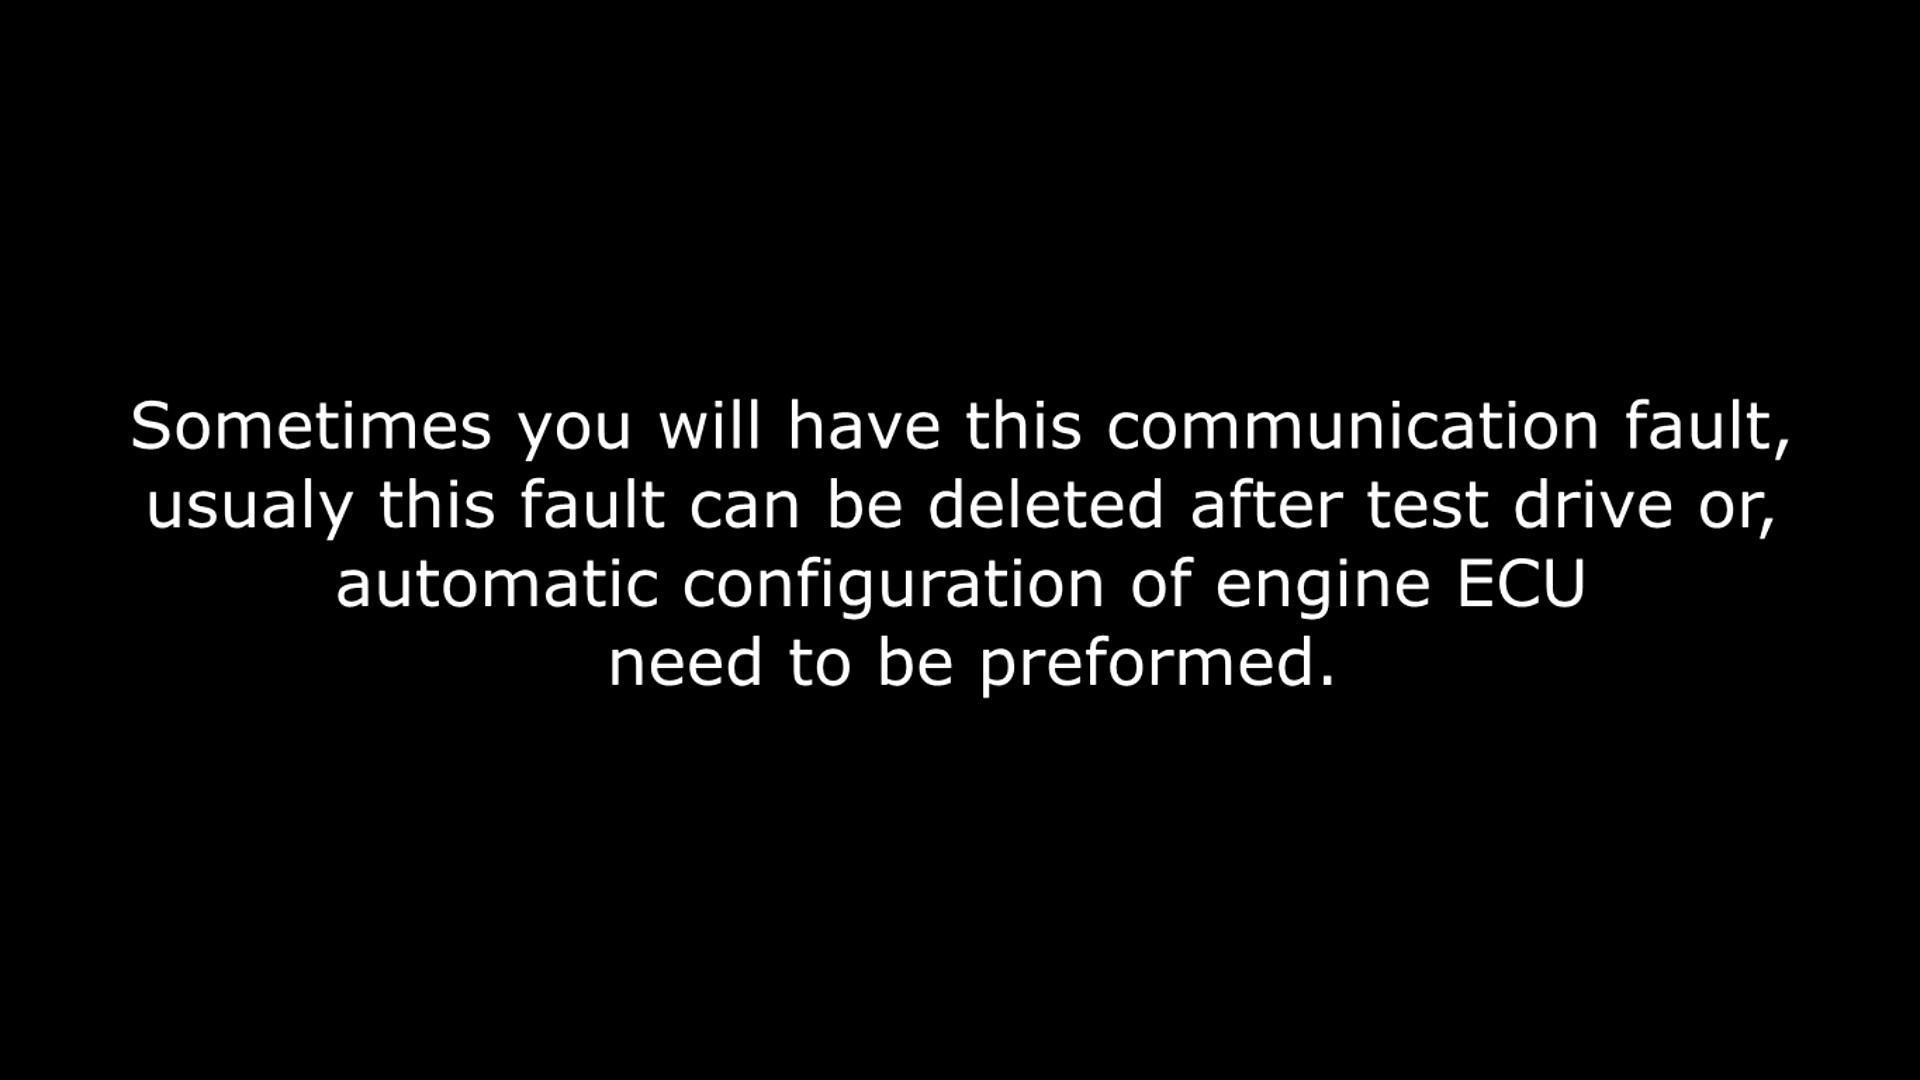 Sometimes you will have this communication fault,
usualy this fault can be deleted after test drive or,
automatic configuration of engine ECU
need to be preformed.